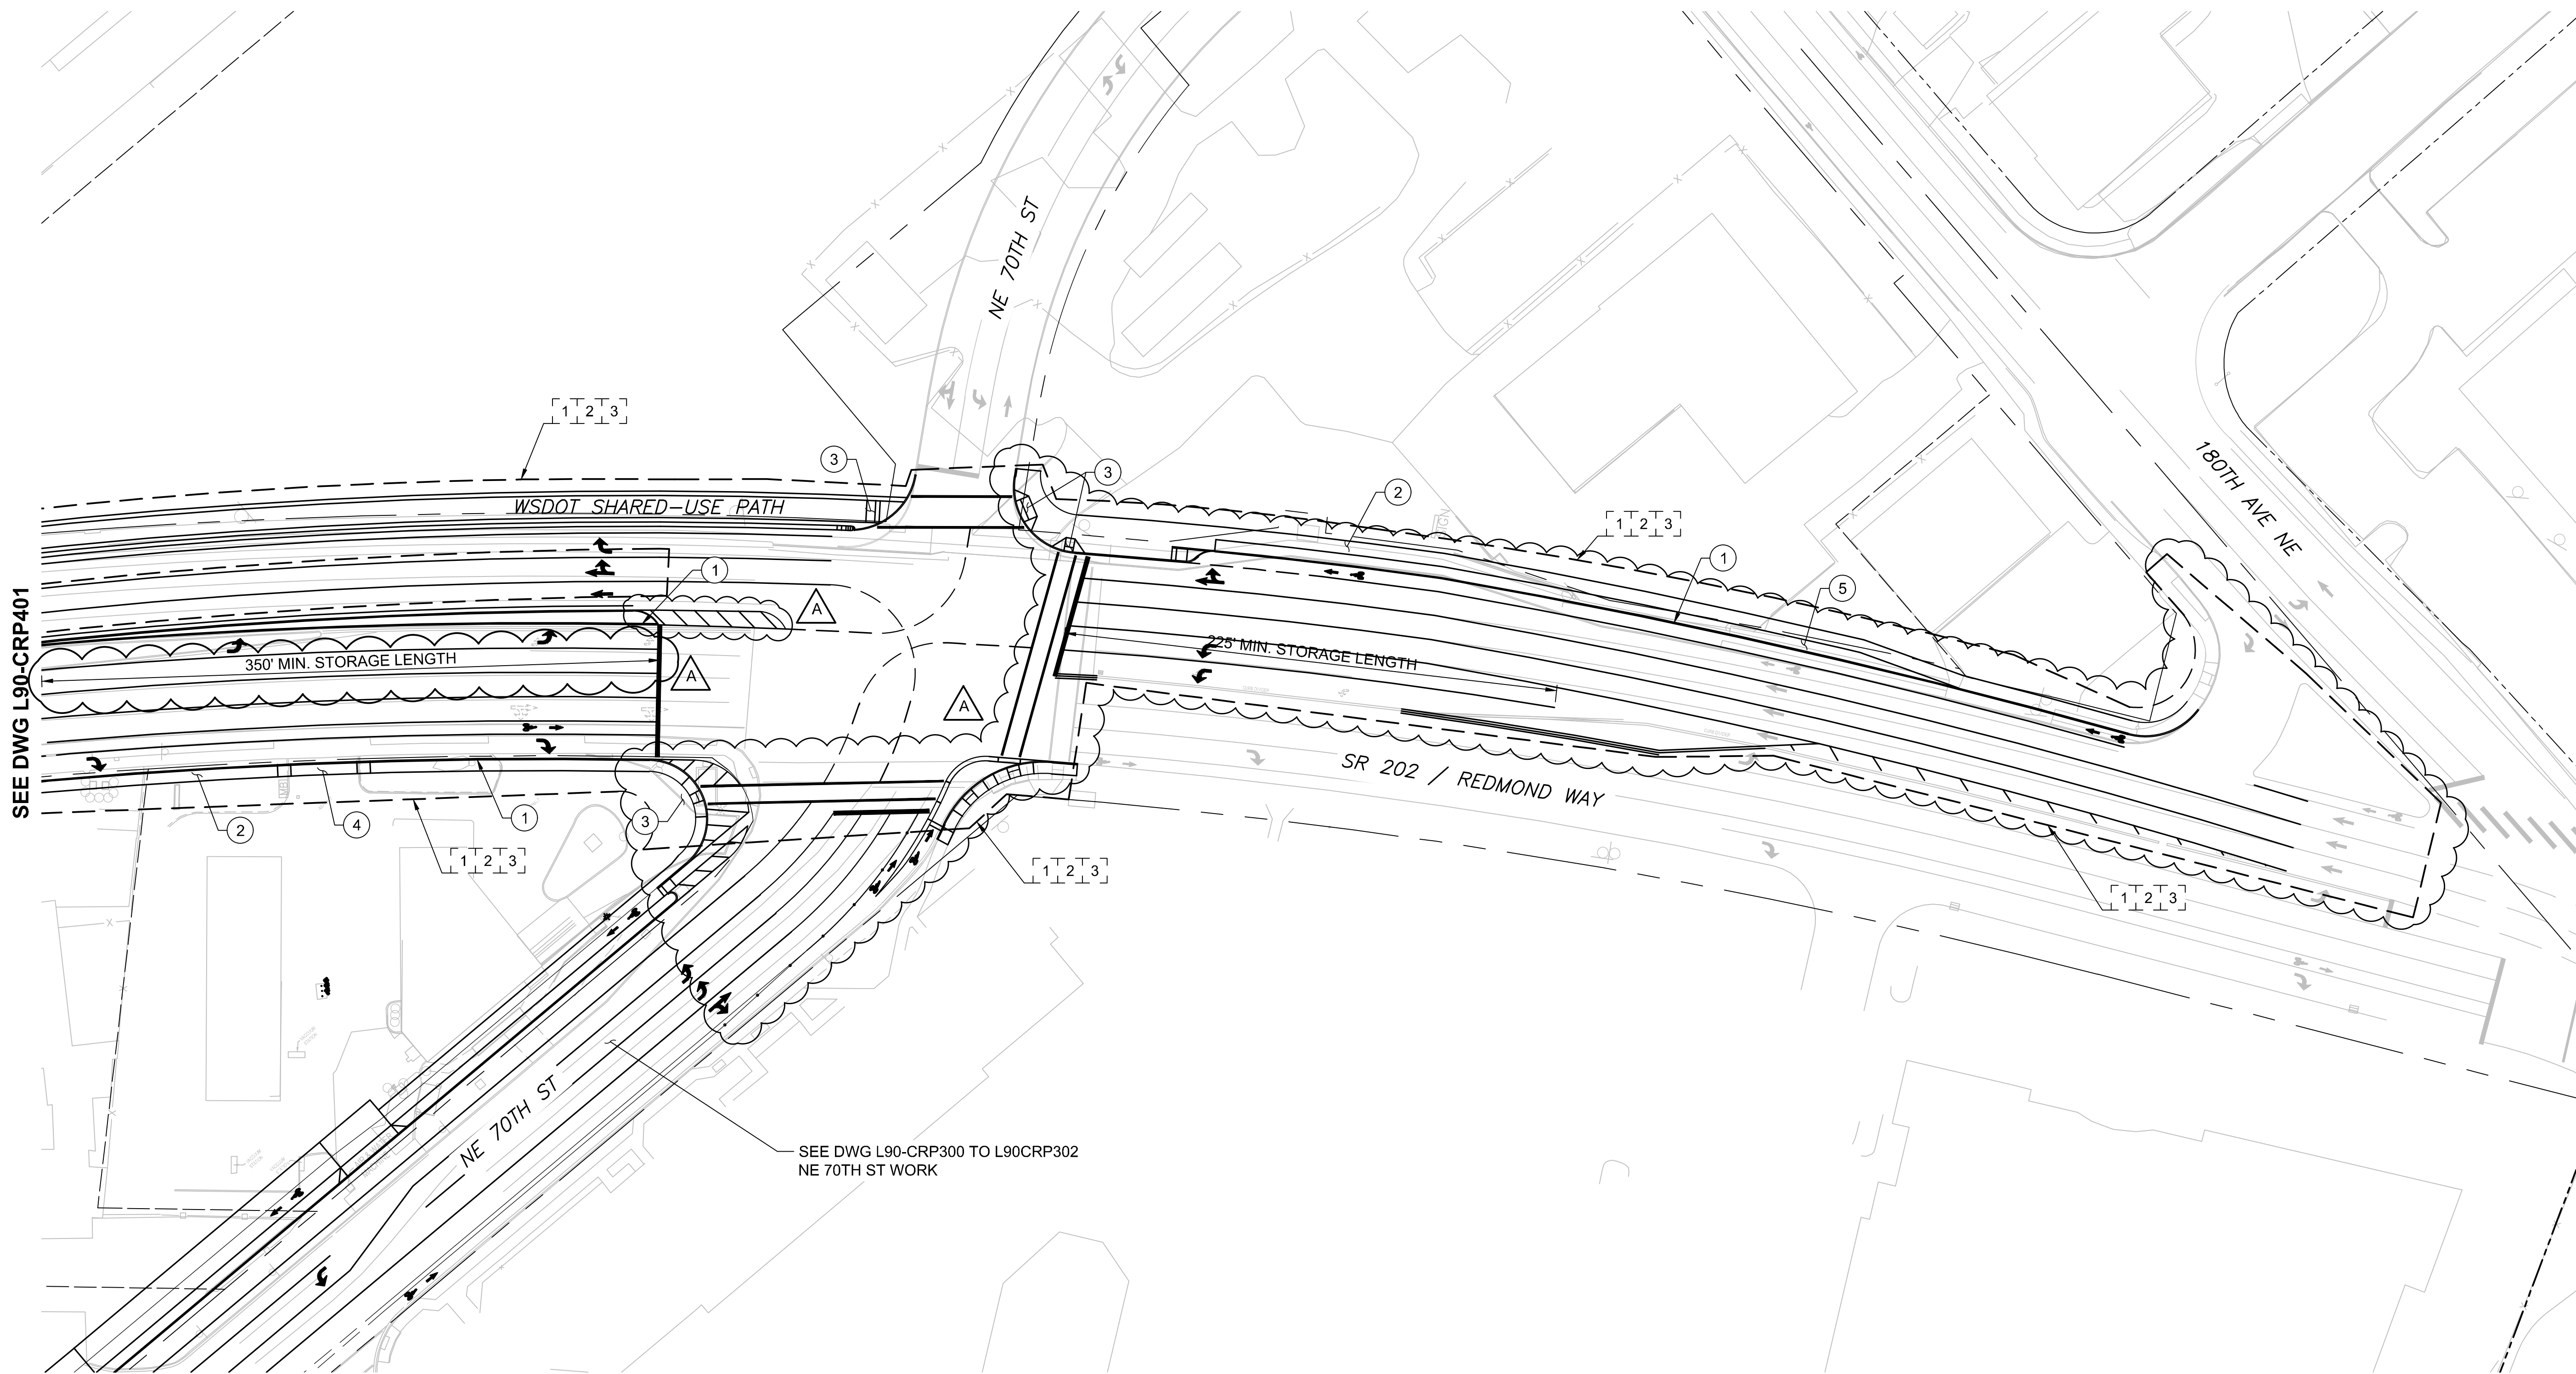 NE 70TH ST
180TH AVE NE
1 2 3
3
3
2
WSDOT SHARED-USE PATH
1 2 3
1
1
5
A
SEE DWG L90-CRP401
350' MIN. STORAGE LENGTH
225' MIN. STORAGE LENGTH
A
A
SR 202 / REDMOND WAY
2
4
1
3
1 2 3
1 2 3
1 2 3
NE 70TH ST
SEE DWG L90-CRP300 TO L90CRP302
NE 70TH ST WORK